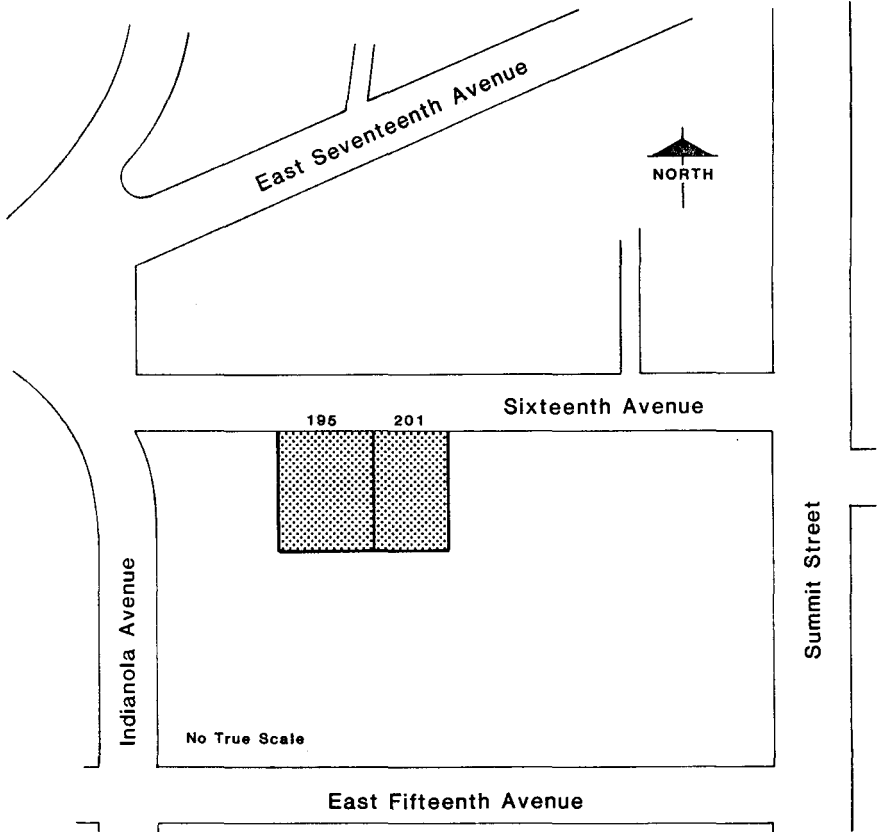 East Seventeenth Avenue
NORTH
Sixteenth Avenue
195
201
Summit Street
Indianola Avenue
No True Scale
East Fifteenth Avenue